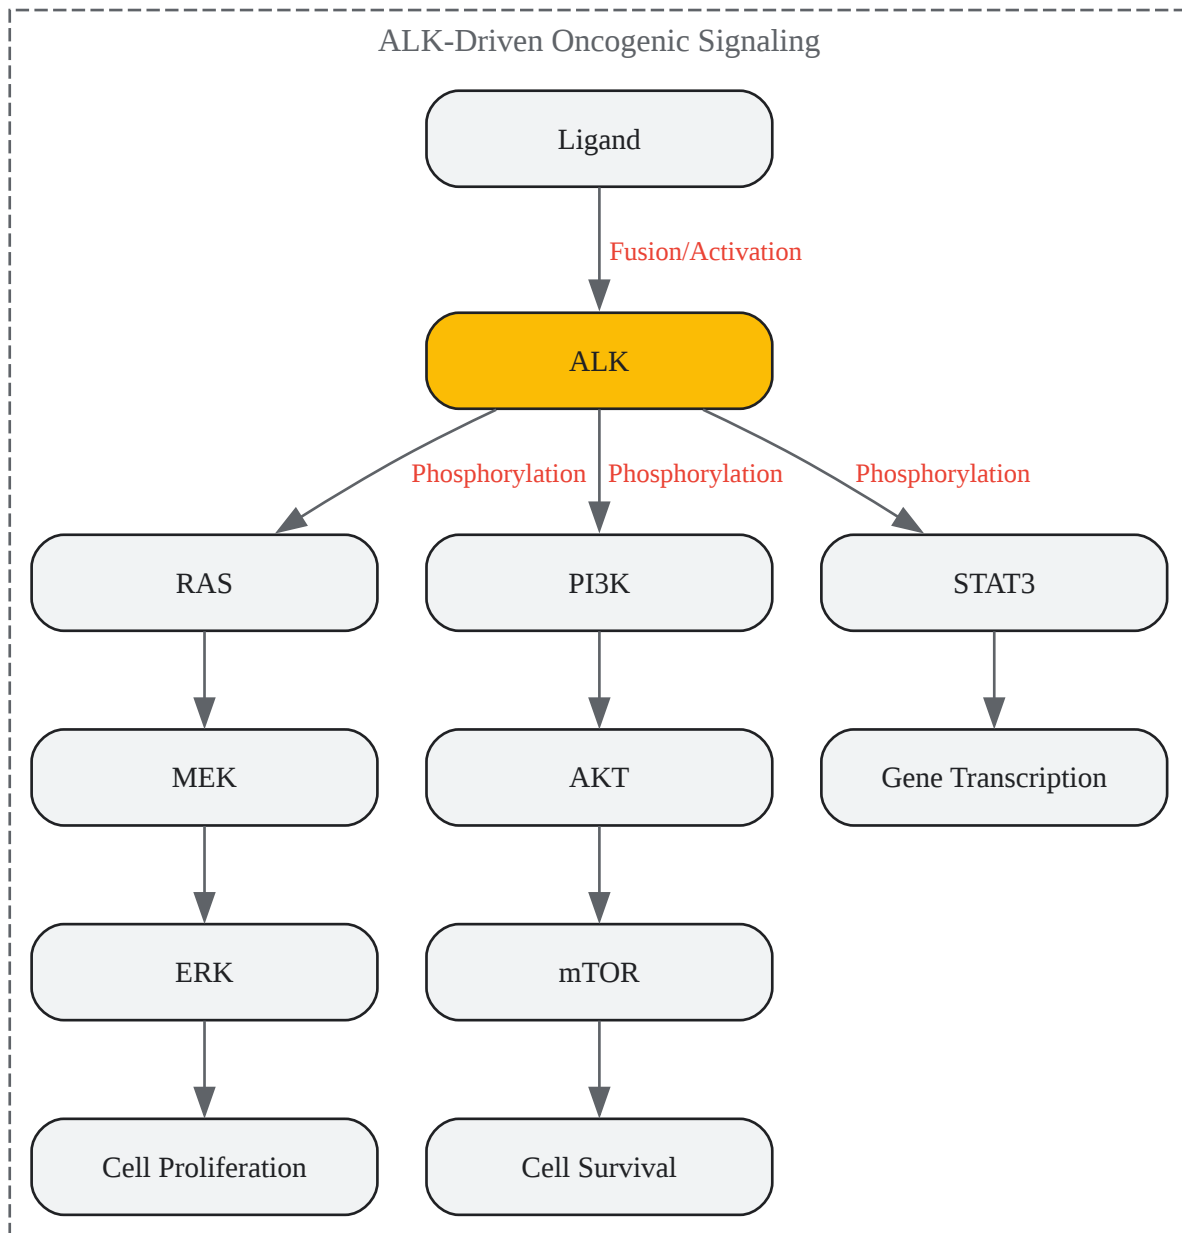 ALK-Driven Oncogenic Signaling
Ligand
Fusion/Activation
ALK
Phosphorylation
Phosphorylation
Phosphorylation
RAS
PI3K
STAT3
MEK
AKT
Gene Transcription
ERK
mTOR
Cell Proliferation
Cell Survival